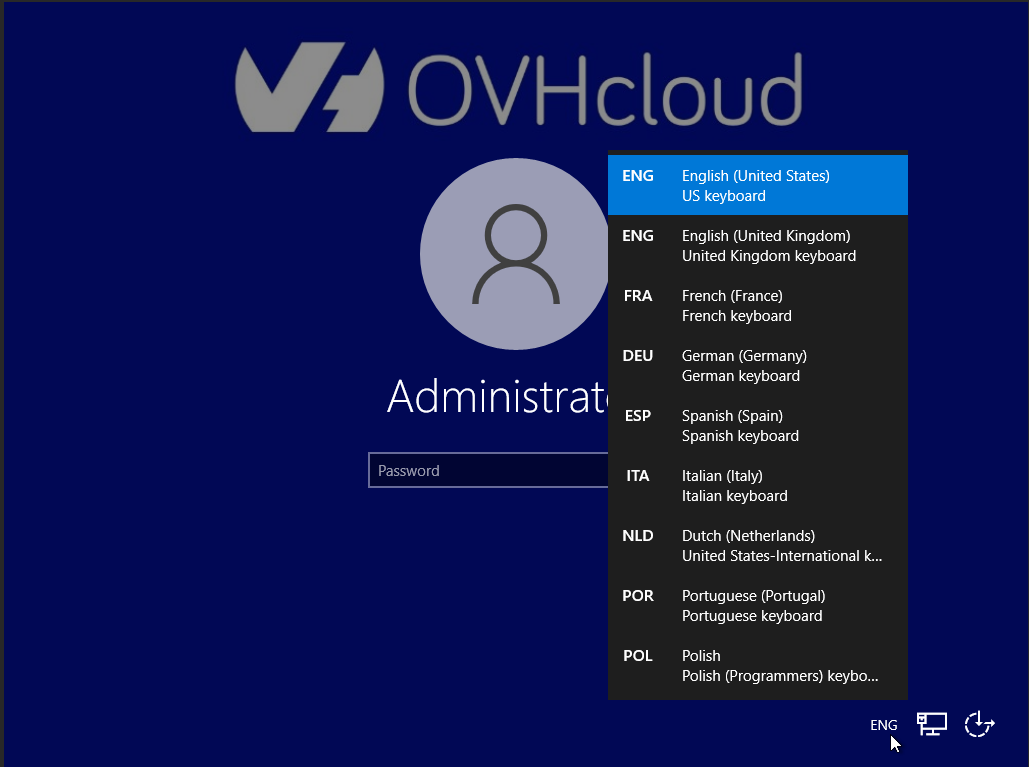 OVHcloud
ENG English (United States)
US keyboard
ENG English (United Kingdom)
United Kingdom keyboard
FRA French (France)
French keyboard
DEU German (Germany)
German keyboard
ESP Spanish (Spain)
Spanish keyboard
ITA Italian (Italy)
Italian keyboard
NLD Dutch (Netherlands)
United States-International k...
POR Portuguese (Portugal)
Portuguese keyboard
POL Polish
Polish (Programmers) keybo...
Administrato
Password
ENG